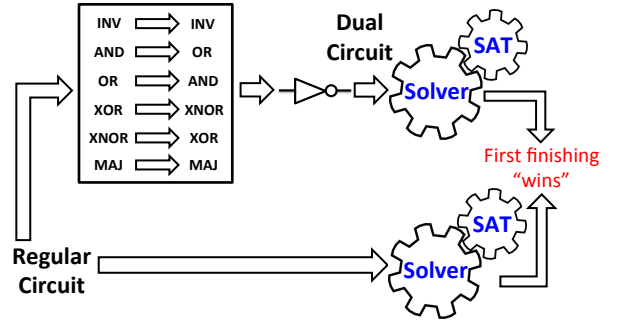 INV INV
AND OR
OR AND
XOR XNOR
XNOR XOR
MAJ MAJ
Dual
Circuit
SAT
Solver
First finishing
“wins”
SAT
Solver
Regular
Circuit